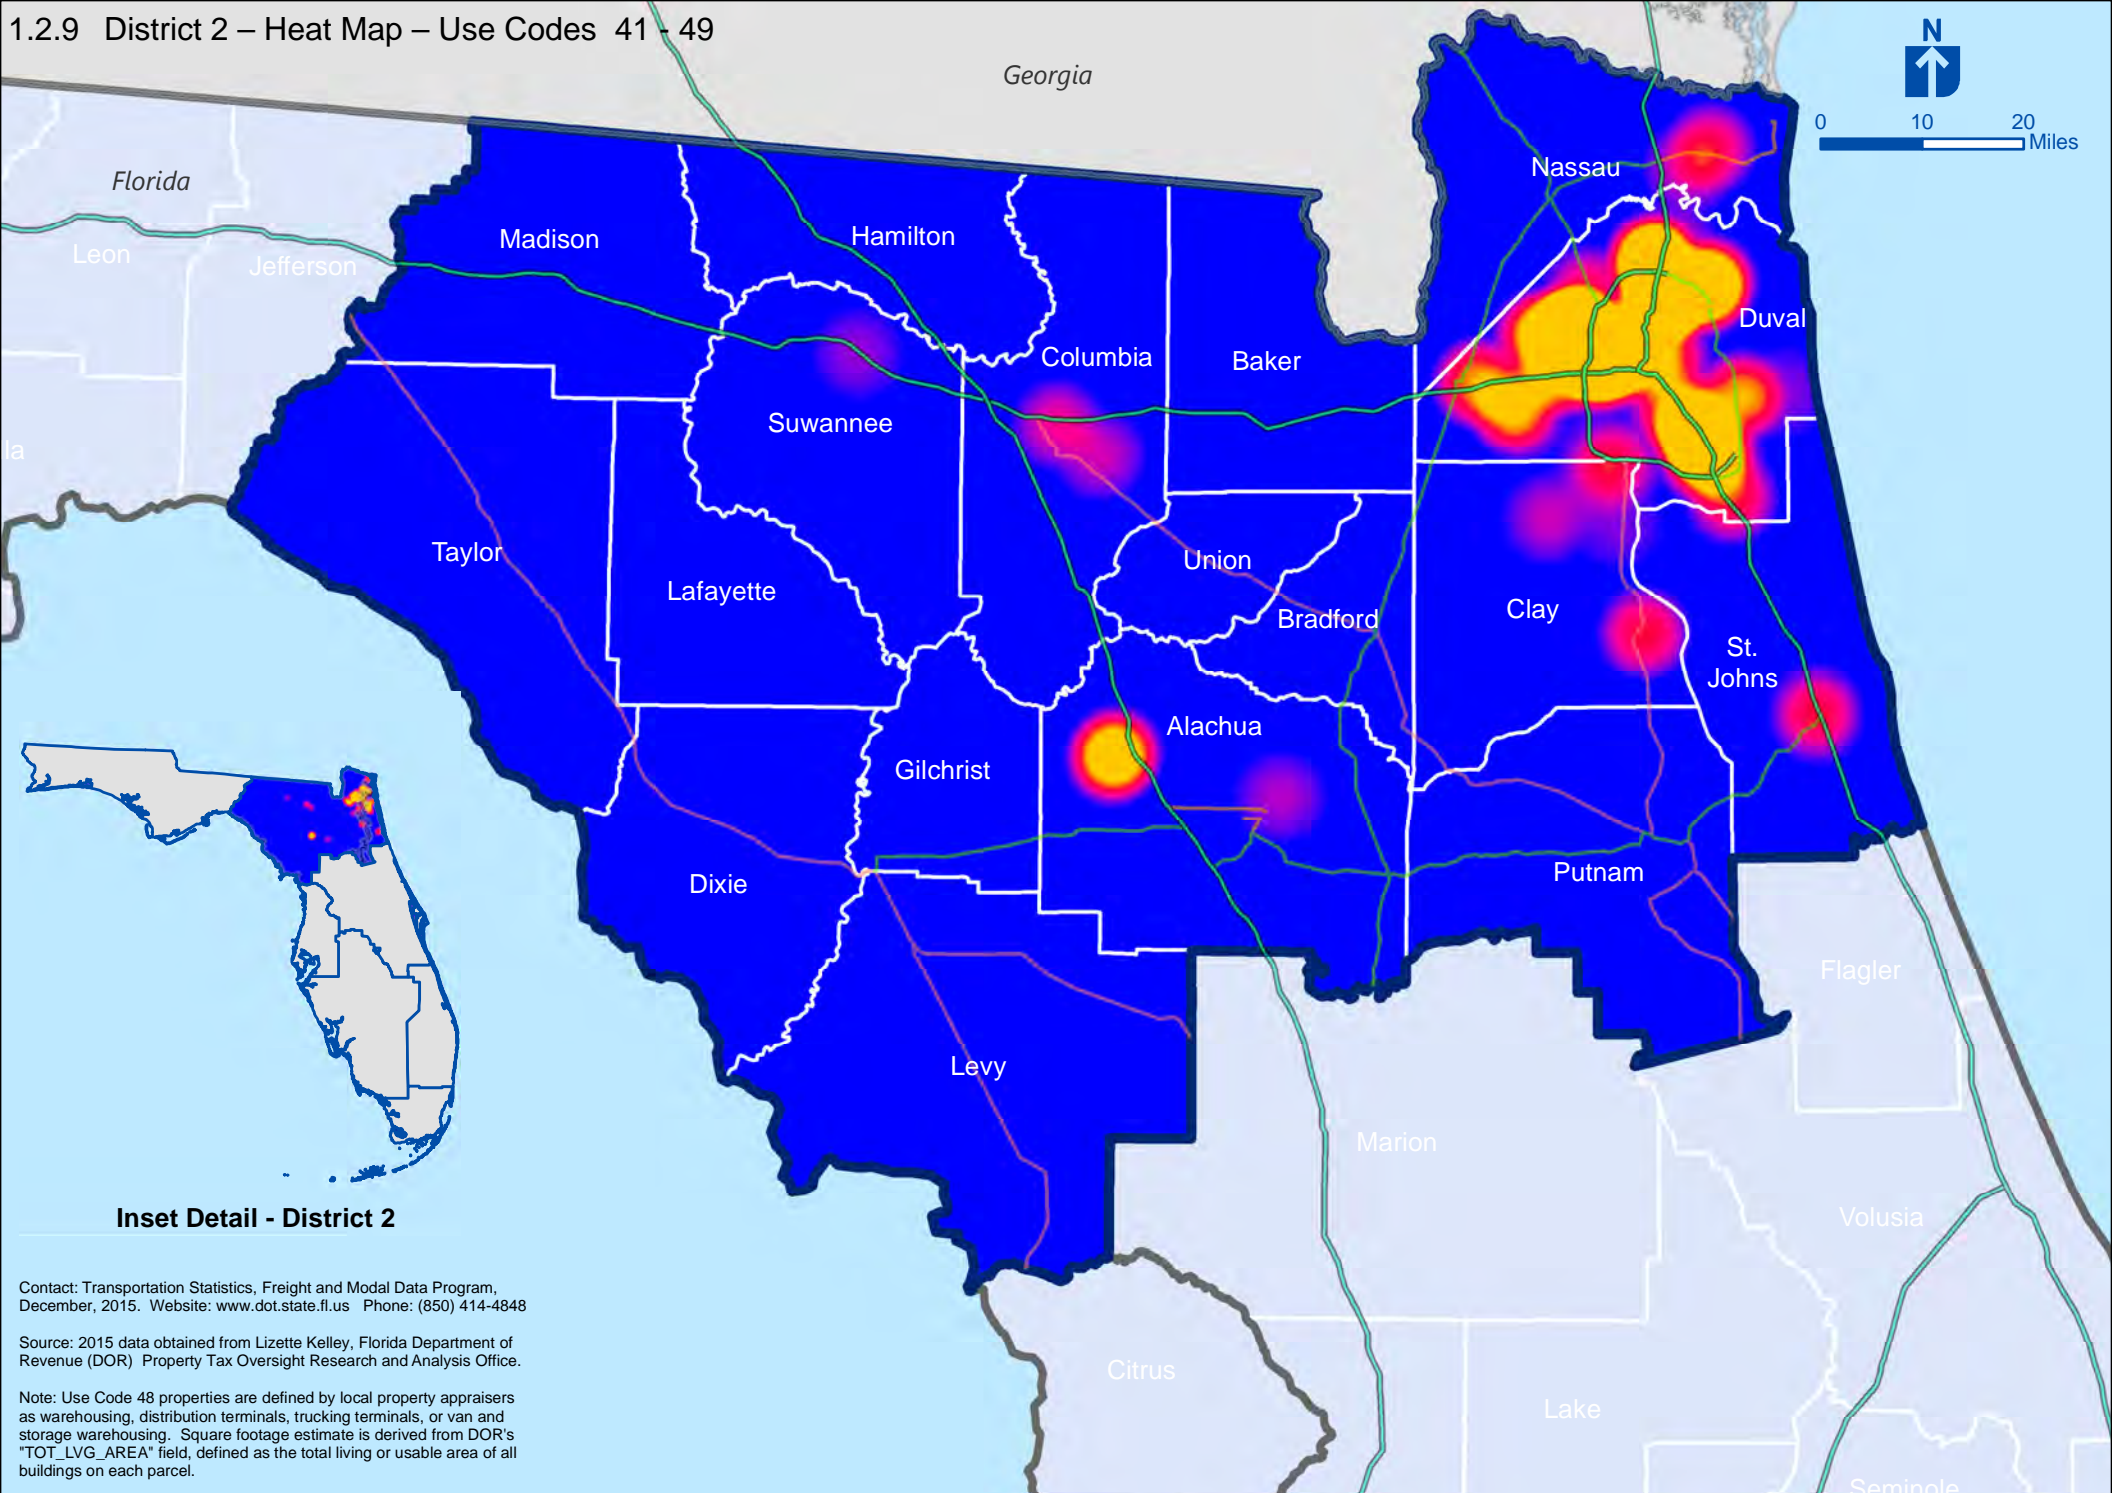 1.2.9 District 2 – Heat Map – Use Codes 41 - 49
Georgia
N
0 10 20
Miles
Florida
Nassau
Madison
Hamilton
Leon
Jefferson
Duval
Columbia
Baker
Suwannee
la
Taylor
Union
Lafayette
Clay
Bradford
St.
Johns
Alachua
Gilchrist
Dixie
Putnam
Flagler
Levy
Marion
Volusia
Citrus
Lake
Seminole
Inset Detail - District 2
Contact: Transportation Statistics, Freight and Modal Data Program,
December, 2015. Website: www.dot.state.fl.us Phone: (850) 414-4848
Source: 2015 data obtained from Lizette Kelley, Florida Department of
Revenue (DOR) Property Tax Oversight Research and Analysis Office.
Note: Use Code 48 properties are defined by local property appraisers
as warehousing, distribution terminals, trucking terminals, or van and
storage warehousing. Square footage estimate is derived from DOR's
"TOT_LVG_AREA" field, defined as the total living or usable area of all
buildings on each parcel.